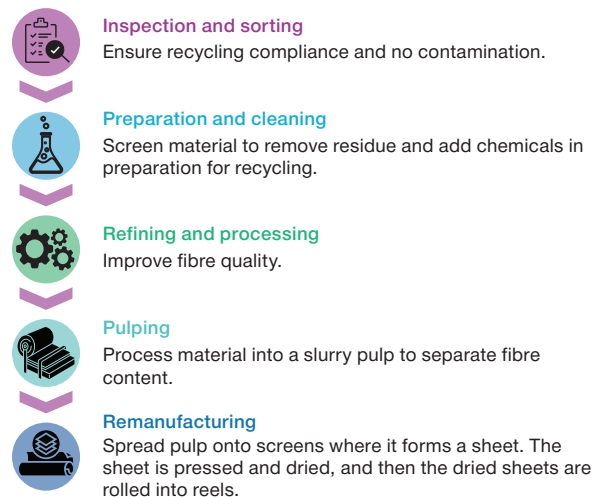 Inspection and sorting
Ensure recycling compliance and no contamination.
Preparation and cleaning
Screen material to remove residue and add chemicals in
preparation for recycling.
Refining and processing
Improve fibre quality.
Pulping
Process material into a slurry pulp to separate fibre
content.
Remanufacturing
Spread pulp onto screens where it forms a sheet. The
sheet is pressed and dried, and then the dried sheets are
rolled into reels.